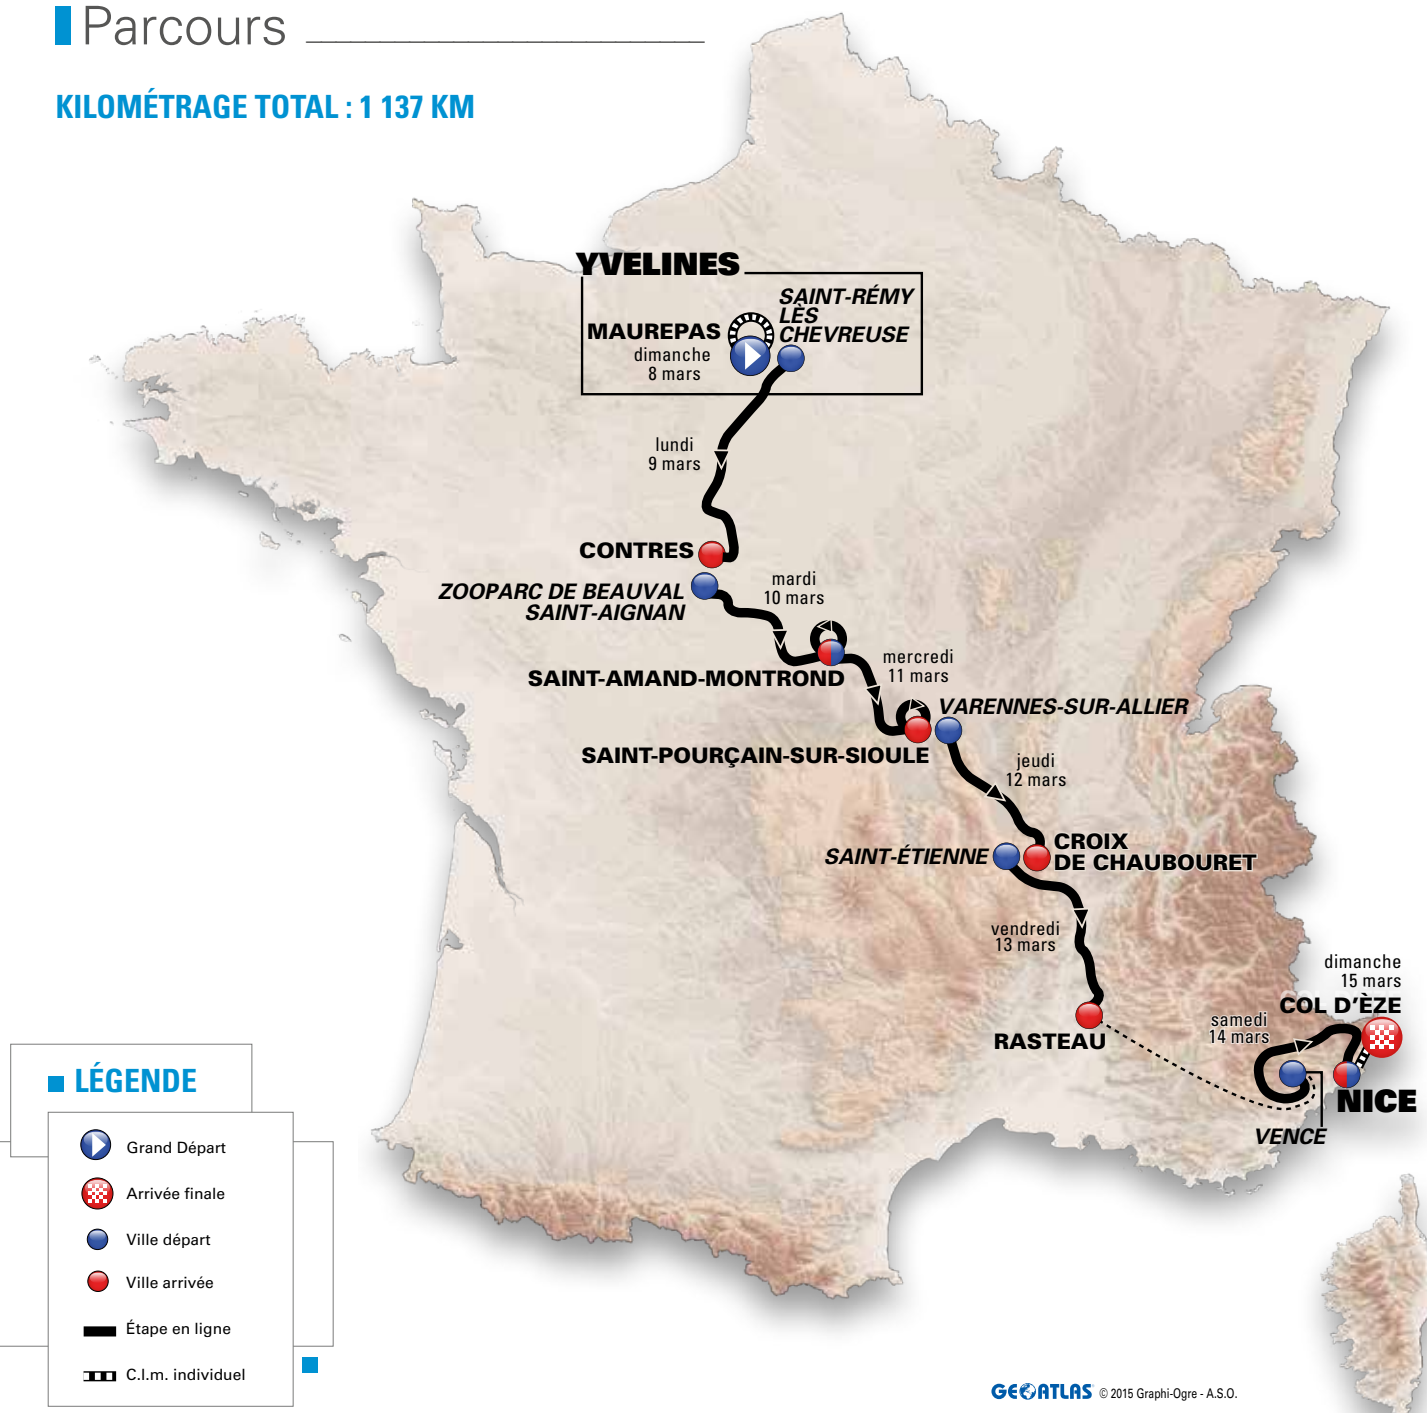 Parcours
KILOMÉTRAGE TOTAL : 1 137 KM
YVELINES
SAINT-RÉMY
LÈS
CHEVREUSE
MAUREPAS
dimanche
8 mars
lundi
9 mars
CONTRES
ZOOPARC DE BEAUVAL
SAINT-AIGNAN
mardi
10 mars
SAINT-AMAND-MONTROND
mercredi
11 mars
VARENNES-SUR-ALLIER
SAINT-POURÇAIN-SUR-SIOULE
jeudi
12 mars
CROIX
DE CHAUBOURET
SAINT-ÉTIENNE
vendredi
13 mars
RASTEAU
dimanche
15 mars
COL D'ÈZE
samedi
14 mars
NICE
VENCE
LÉGENDE
Grand Départ
Arrivée finale
Ville départ
Ville arrivée
Étape en ligne
C.l.m. individuel
GEOATLAS © 2015 Graphi-Ogre - A.S.O.